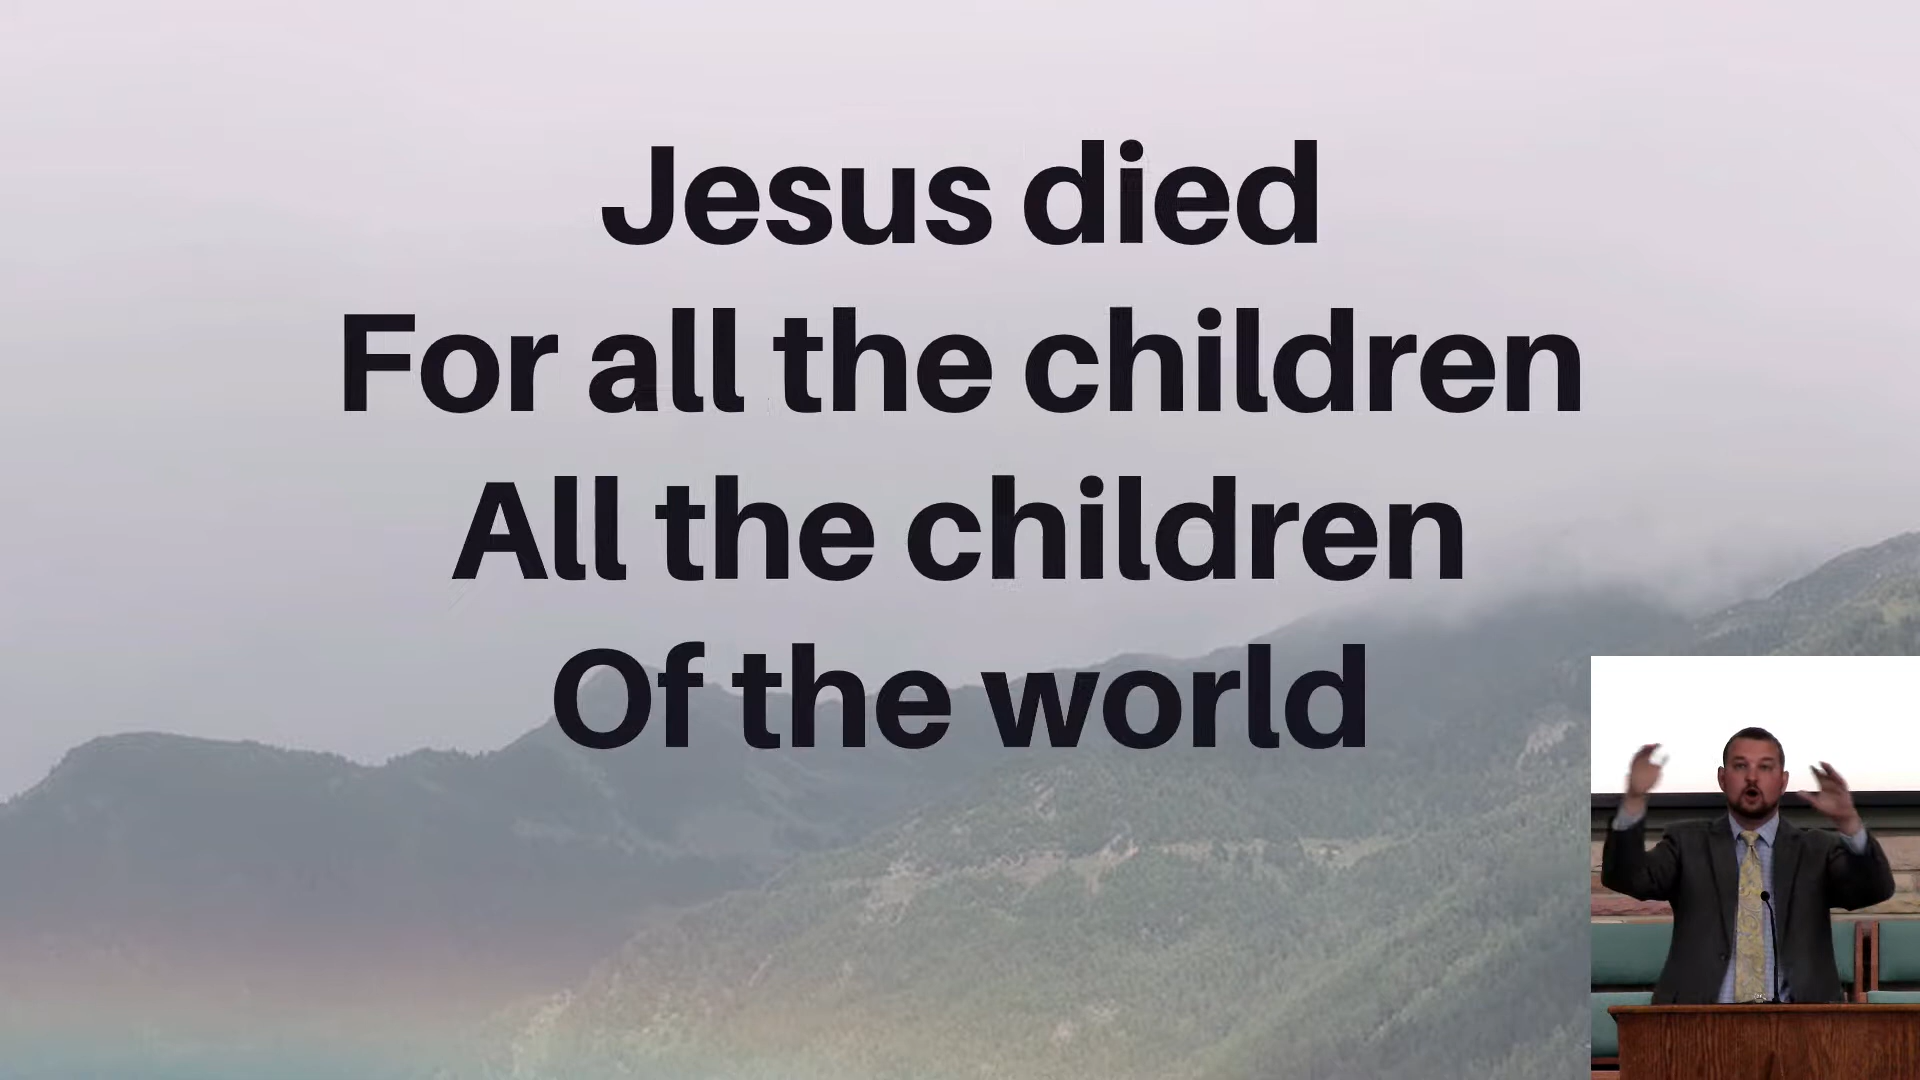 Jesus died
For all the children
All the children
Of the world